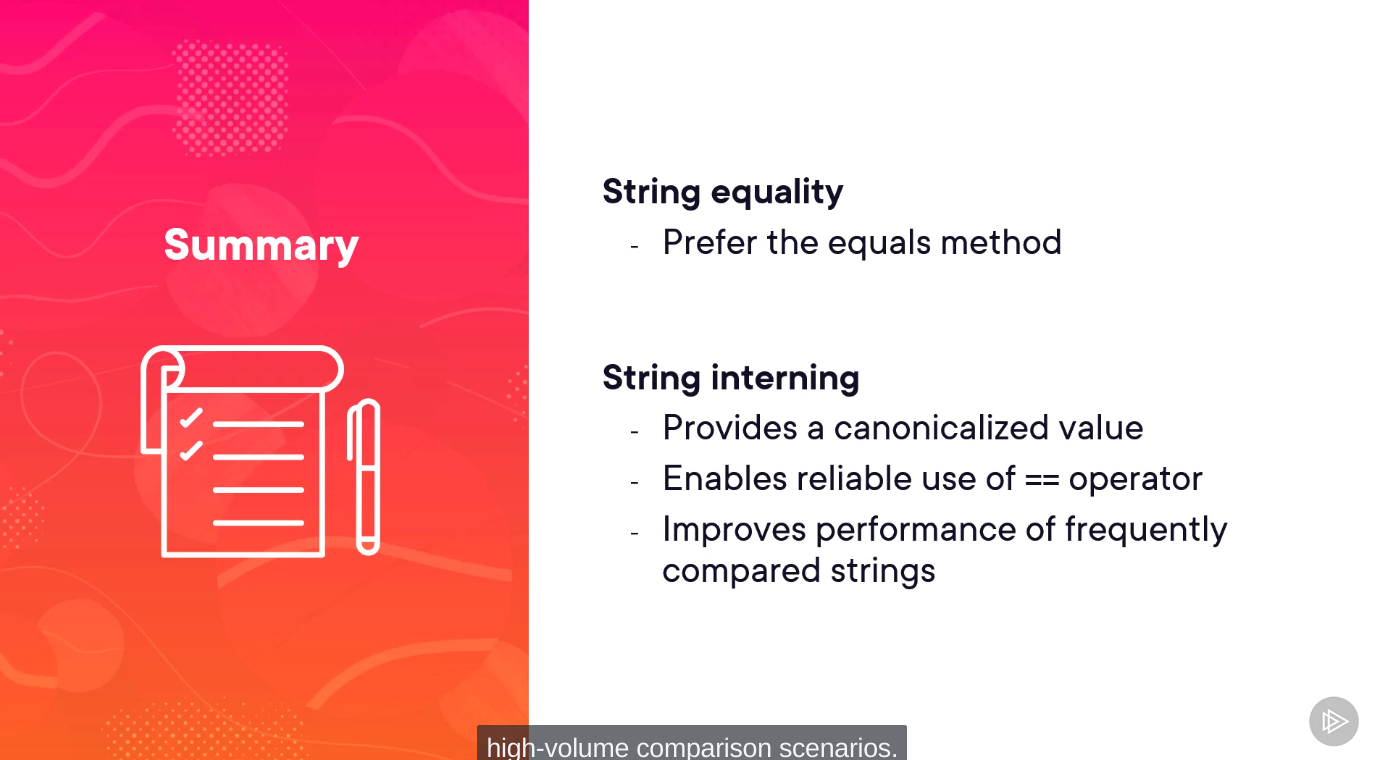 Summary
String equality
- Prefer the equals method
String interning
- Provides a canonicalized value
- Enables reliable use of == operator
- Improves performance of frequently
compared strings
high-volume comparison scenarios.